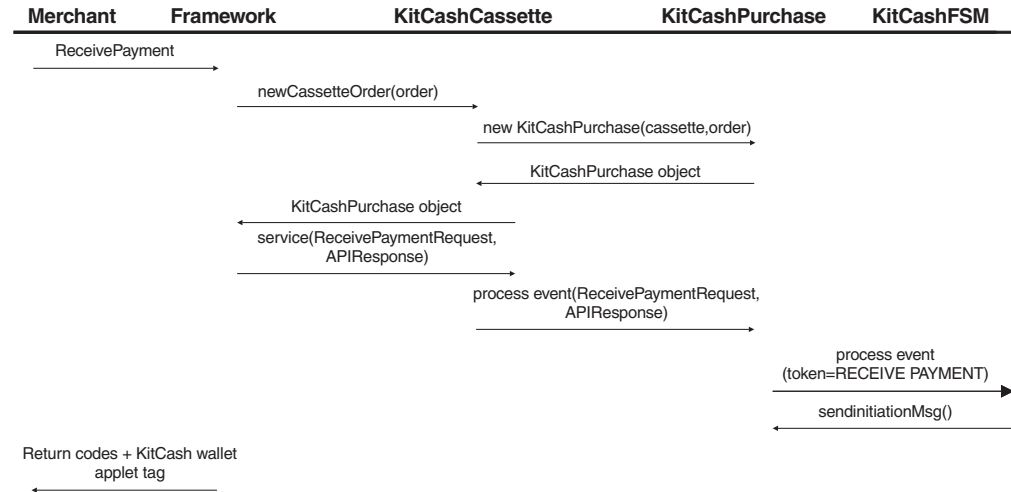 Merchant Framework KitCashCassette KitCashPurchase KitCashFSM
ReceivePayment
newCassetteOrder(order)
new KitCashPurchase(cassette,order)
KitCashPurchase object
KitCashPurchase object
service(ReceivePaymentRequest,
APIResponse)
process event(ReceivePaymentRequest,
APIResponse)
process event
(token=RECEIVE PAYMENT)
sendinitiationMsg()
Return codes + KitCash wallet
applet tag